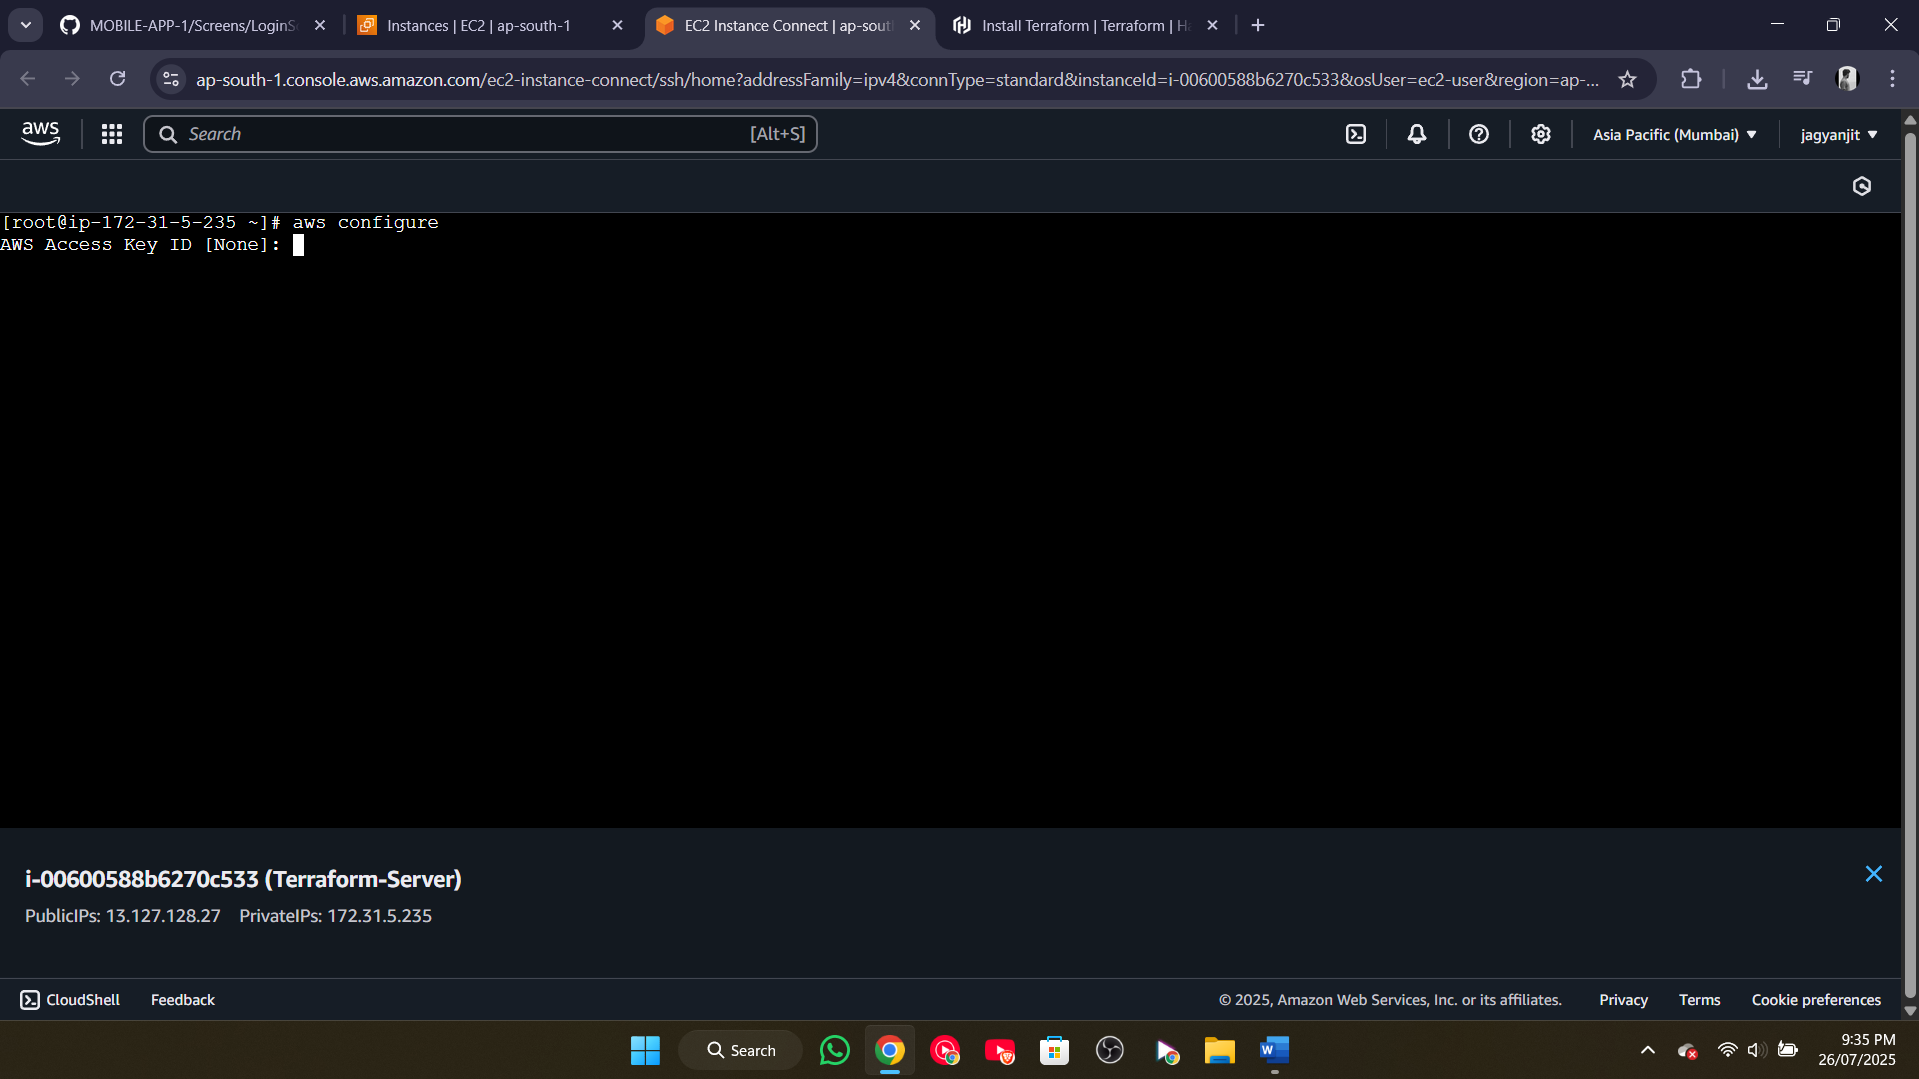 MOBILE-APP-1/Screens/LoginSc
Instances | EC2 | ap-south-1
EC2 Instance Connect | ap-sout
Install Terraform | Terraform | Ha
ap-south-1.console.aws.amazon.com/ec2-instance-connect/ssh/home?addressFamily=ipv4&connType=standard&instanceId=i-00600588b6270c533&osUser=ec2-user&region=ap-...
aws
Search
[Alt+S]
Asia Pacific (Mumbai)
jagyanjit
[root@ip-172-31-5-235 ~]# aws configure
AWS Access Key ID [None]:
i-00600588b6270c533 (Terraform-Server)
PublicIPs: 13.127.128.27 PrivateIPs: 172.31.5.235
CloudShell
Feedback
© 2025, Amazon Web Services, Inc. or its affiliates.
Privacy
Terms
Cookie preferences
Search
9:35 PM
26/07/2025